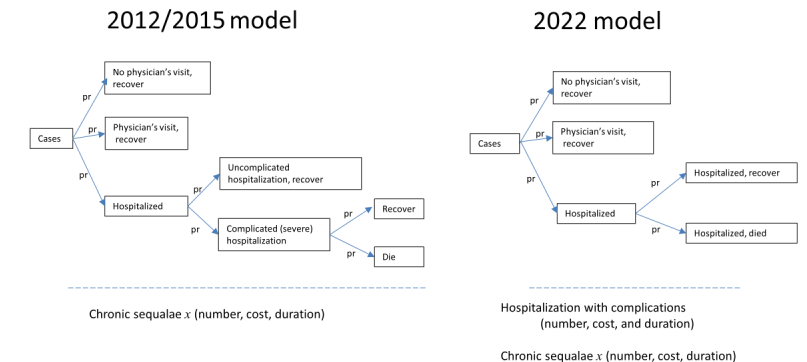 2012/2015 model
No physician's visit,
recover
pr
Cases
pr
Physician's visit,
recover
pr
Hospitalized
pr
Uncomplicated
hospitalization, recover
pr
Complicated (severe)
hospitalization
pr
Recover
pr
Die
Chronic sequalae x (number, cost, duration)
2022 model
No physician's visit,
recover
pr
Cases
pr
Physician's visit,
recover
pr
Hospitalized
pr
Hospitalized, recover
pr
Hospitalized, died
Hospitalization with complications
(number, cost, and duration)
Chronic sequalae x (number, cost, duration)